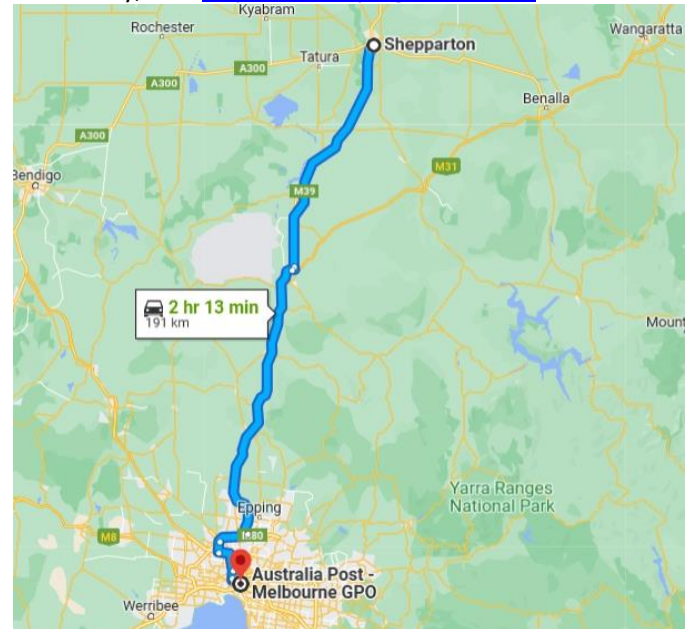 Kyabram
Rochester
Shepparton
Wangaratta
Tatura
A300
A300
Benalla
A300
Bendigo
M31
M39
2 hr 13 min
191 km
Mount
Yarra Ranges
National Park
Epping
M80
M8
Australia Post -
Melbourne GPO
Werribee